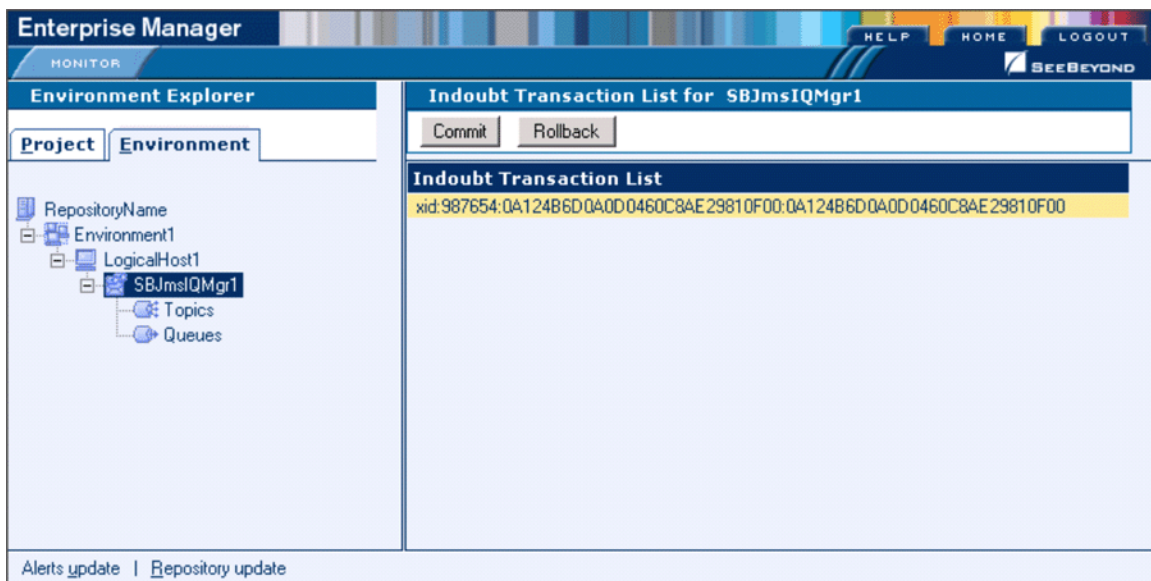 Enterprise Manager
HELP HOME LOGOUT
MONITOR
SEEBEYOND
Environment Explorer
Project Environment
RepositoryName
Environment1
LogicalHost1
SBJmsIQMgr1
Topics
Queues
Indoubt Transaction List for SBJmsIQMgr1
Commit Rollback
Indoubt Transaction List
xid:987654:0A124B6D0A0D0460C8AE29810F00:0A124B6D0A0D0460C8AE29810F00
Alerts update | Repository update